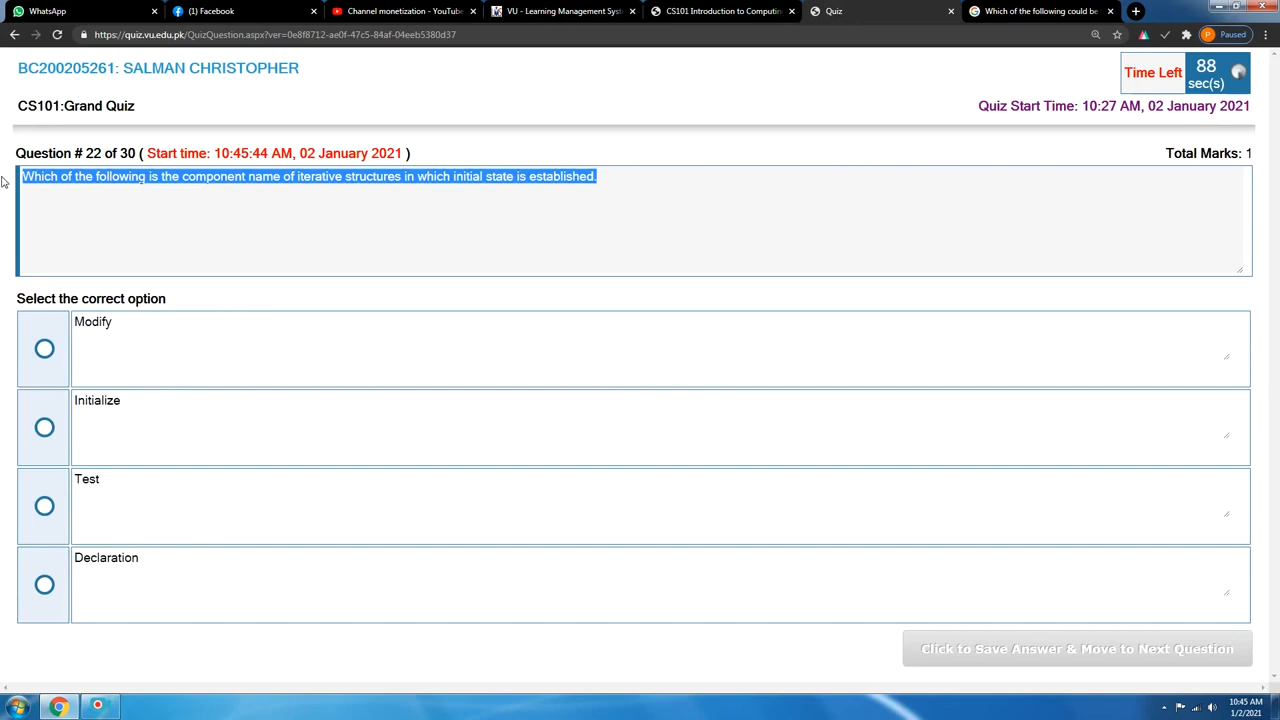 WhatsApp
(1) Facebook
Channel monetization - YouTube
VU - Learning Management Syst
CS101 Introduction to Computin
Quiz
Which of the following could be
https://quiz.vu.edu.pk/QuizQuestion.aspx?ver=0e8f8712-ae0f-47c5-84af-04eeb5380d37
P Paused
BC200205261: SALMAN CHRISTOPHER
Time Left 88 sec(s)
CS101:Grand Quiz
Quiz Start Time: 10:27 AM, 02 January 2021
Question # 22 of 30 ( Start time: 10:45:44 AM, 02 January 2021 )
Total Marks: 1
Which of the following is the component name of iterative structures in which initial state is established.
Select the correct option
Modify
Initialize
Test
Declaration
Click to Save Answer & Move to Next Question
10:45 AM
1/2/2021